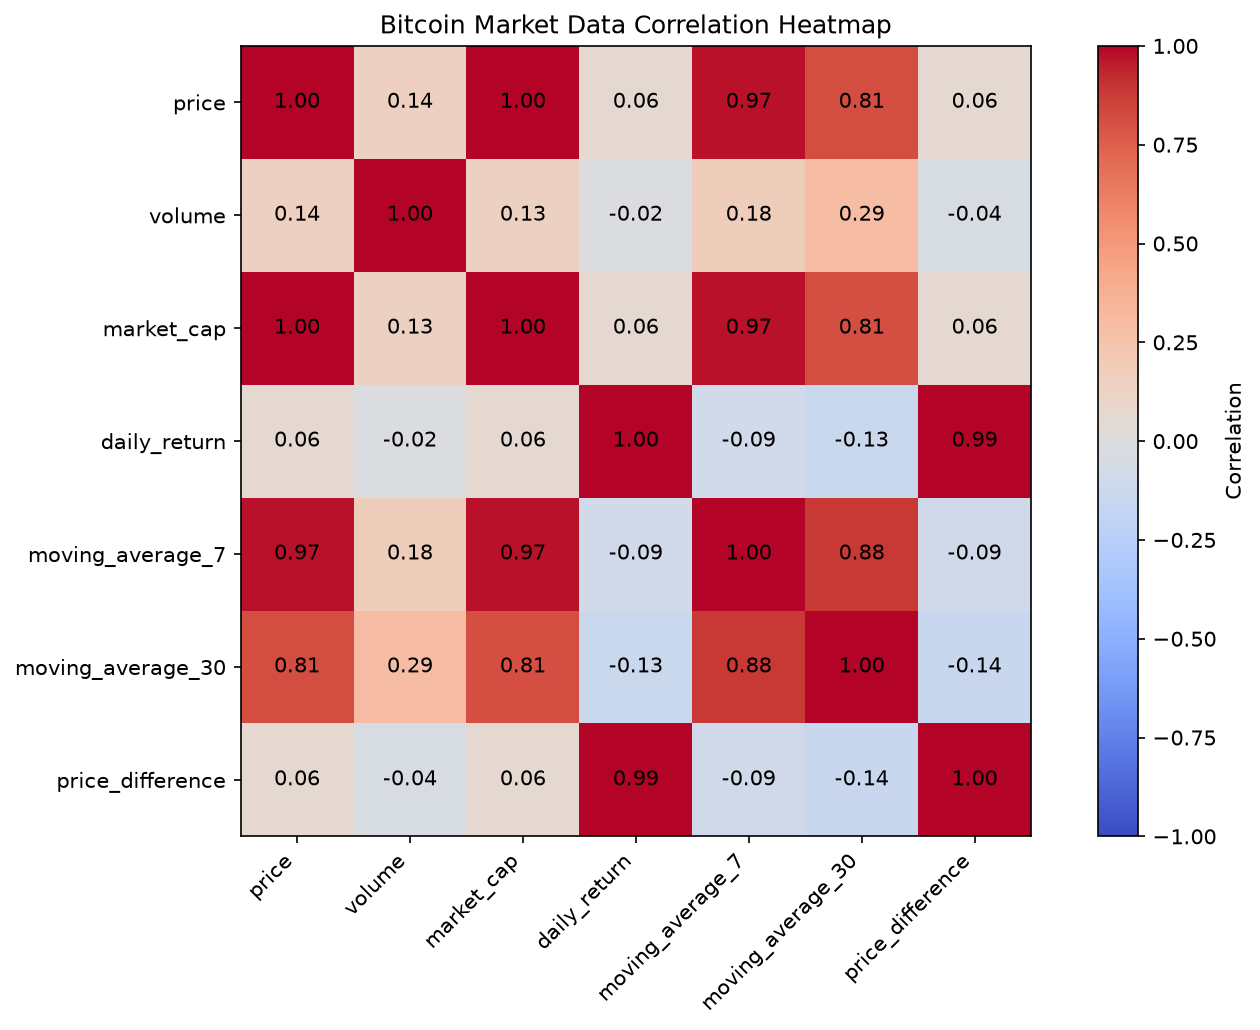 Bitcoin Market Data Correlation Heatmap
price 1.00 0.14 1.00 0.06 0.97 0.81 0.06
volume 0.14 1.00 0.13 -0.02 0.18 0.29 -0.04
market_cap 1.00 0.13 1.00 0.06 0.97 0.81 0.06
daily_return 0.06 -0.02 0.06 1.00 -0.09 -0.13 0.99
moving_average_7 0.97 0.18 0.97 -0.09 1.00 0.88 -0.09
moving_average_30 0.81 0.29 0.81 -0.13 0.88 1.00 -0.14
price_difference 0.06 -0.04 0.06 0.99 -0.09 -0.14 1.00
price
volume
market_cap
daily_return
moving_average_7
moving_average_30
price_difference
1.00
0.75
0.50
0.25
0.00
−0.25
−0.50
−0.75
−1.00
Correlation